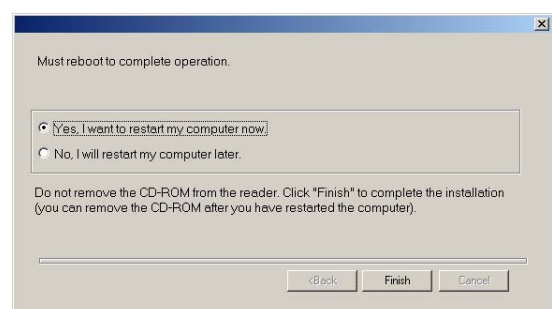 Must reboot to complete operation.
Yes, I want to restart my computer now.
No, I will restart my computer later.
Do not remove the CD-ROM from the reader. Click "Finish" to complete the installation
(you can remove the CD-ROM after you have restarted the computer).
<Back Finish Cancel